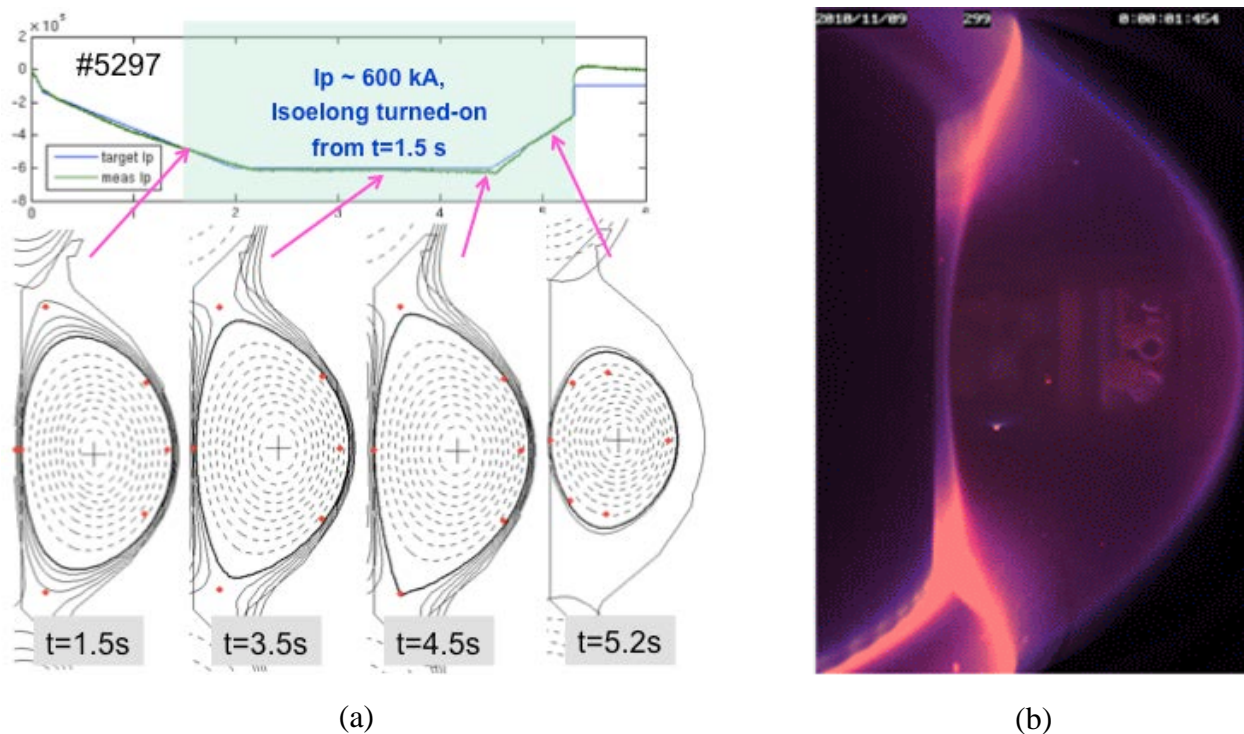 ×10⁵
2
0
-2
-4
-6
-8
#5297
Ip ~ 600 kA,
Isoelong turned-on
from t=1.5 s
target Ip
meas Ip
0
2
3
4
5
6
t=1.5s
t=3.5s
t=4.5s
t=5.2s
(a)
2010/11/09 299 0:00:01:454
(b)